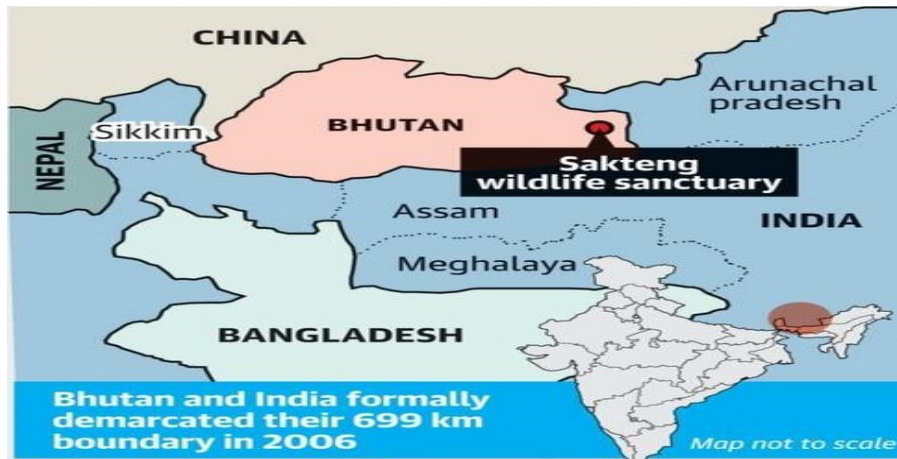 CHINA
Arunachal
pradesh
Sikkim
BHUTAN
NEPAL
Sakteng
wildlife sanctuary
Assam
INDIA
Meghalaya
BANGLADESH
Bhutan and India formally
demarcated their 699 km
boundary in 2006
Map not to scale